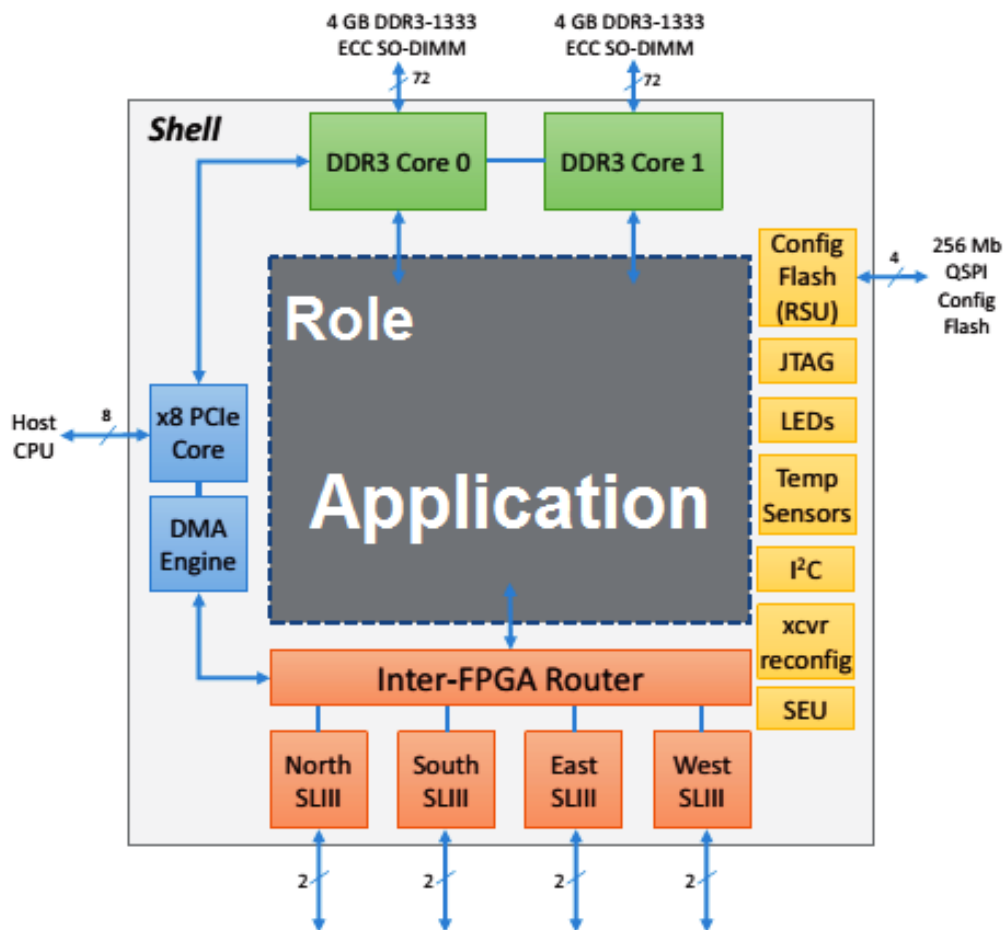 4 GB DDR3-1333
ECC SO-DIMM
4 GB DDR3-1333
ECC SO-DIMM
72
72
Shell
DDR3 Core 0
DDR3 Core 1
Config
Flash
(RSU)
4
256 Mb
QSPI
Config
Flash
Role
Application
JTAG
LEDs
Temp
Sensors
I²C
xcvr
reconfig
SEU
Host
CPU
8
x8 PCIe
Core
DMA
Engine
Inter-FPGA Router
North
SLIII
South
SLIII
East
SLIII
West
SLIII
2
2
2
2